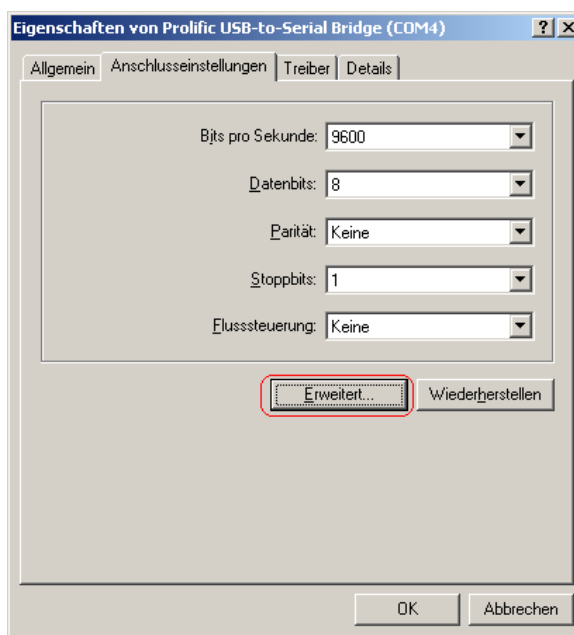 Eigenschaften von Prolific USB-to-Serial Bridge (COM4)
Allgemein Anschlusseinstellungen Treiber Details
Bits pro Sekunde: 9600
Datenbits: 8
Parität: Keine
Stoppbits: 1
Flusssteuerung: Keine
Erweitert... Wiederherstellen
OK Abbrechen